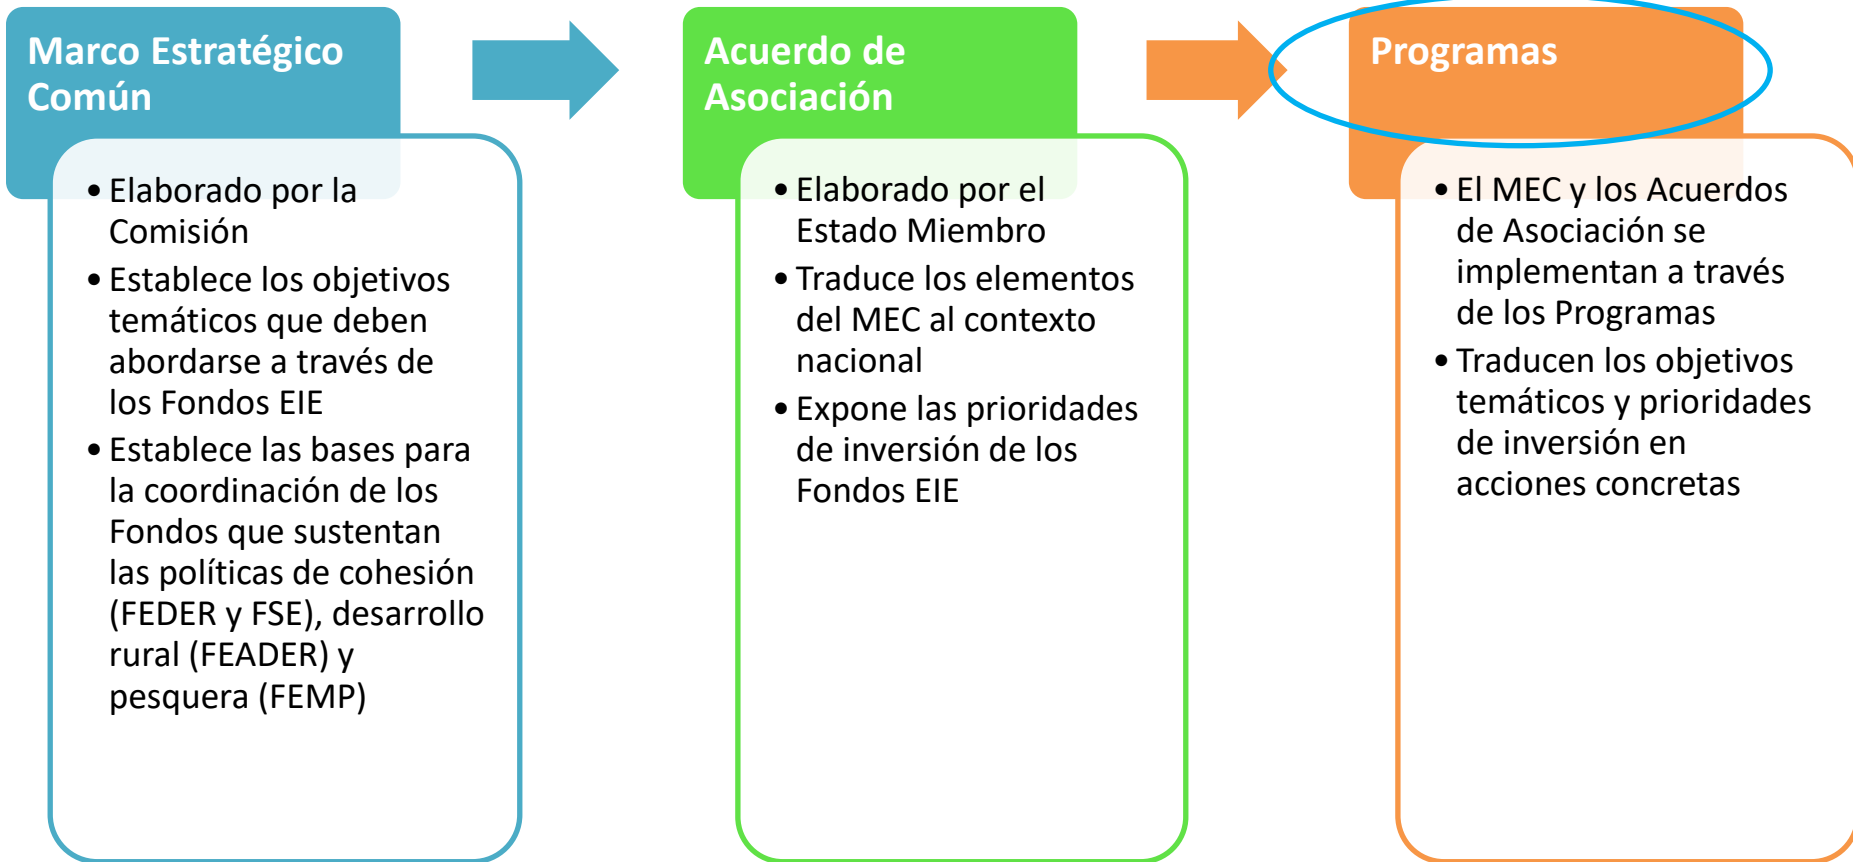 Marco Estratégico
Común
• Elaborado por la
Comisión
• Establece los objetivos
temáticos que deben
abordarse a través de
los Fondos EIE
• Establece las bases para
la coordinación de los
Fondos que sustentan
las políticas de cohesión
(FEDER y FSE), desarrollo
rural (FEADER) y
pesquera (FEMP)
Acuerdo de
Asociación
• Elaborado por el
Estado Miembro
• Traduce los elementos
del MEC al contexto
nacional
• Expone las prioridades
de inversión de los
Fondos EIE
Programas
• El MEC y los Acuerdos
de Asociación se
implementan a través
de los Programas
• Traducen los objetivos
temáticos y prioridades
de inversión en
acciones concretas